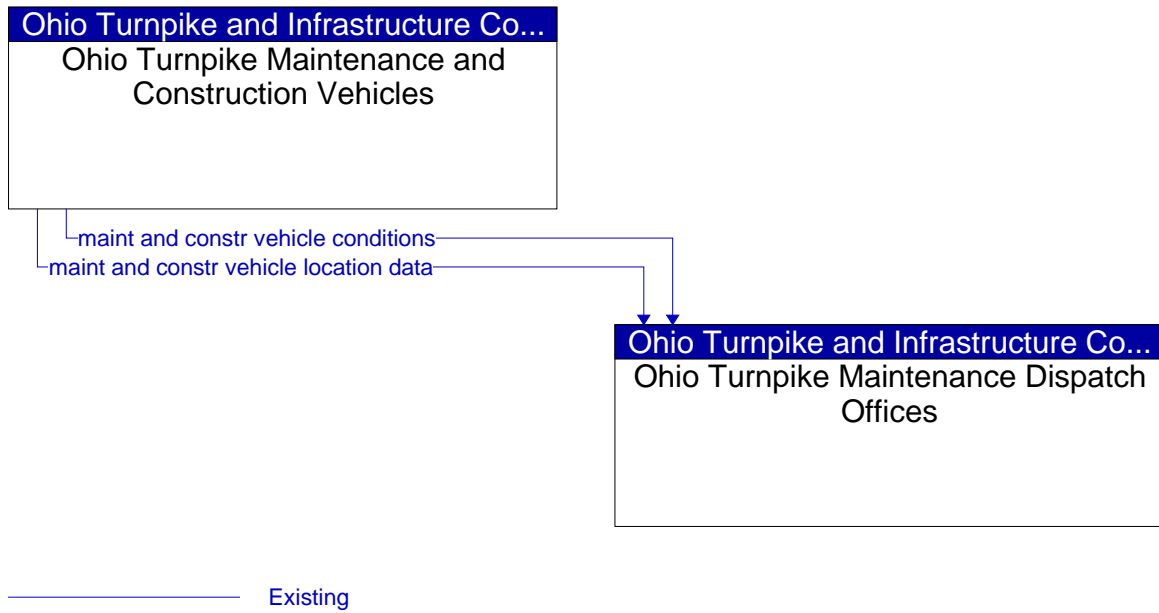 Ohio Turnpike and Infrastructure Co...
Ohio Turnpike Maintenance and
Construction Vehicles
maint and constr vehicle conditions
maint and constr vehicle location data
Ohio Turnpike and Infrastructure Co...
Ohio Turnpike Maintenance Dispatch
Offices
Existing